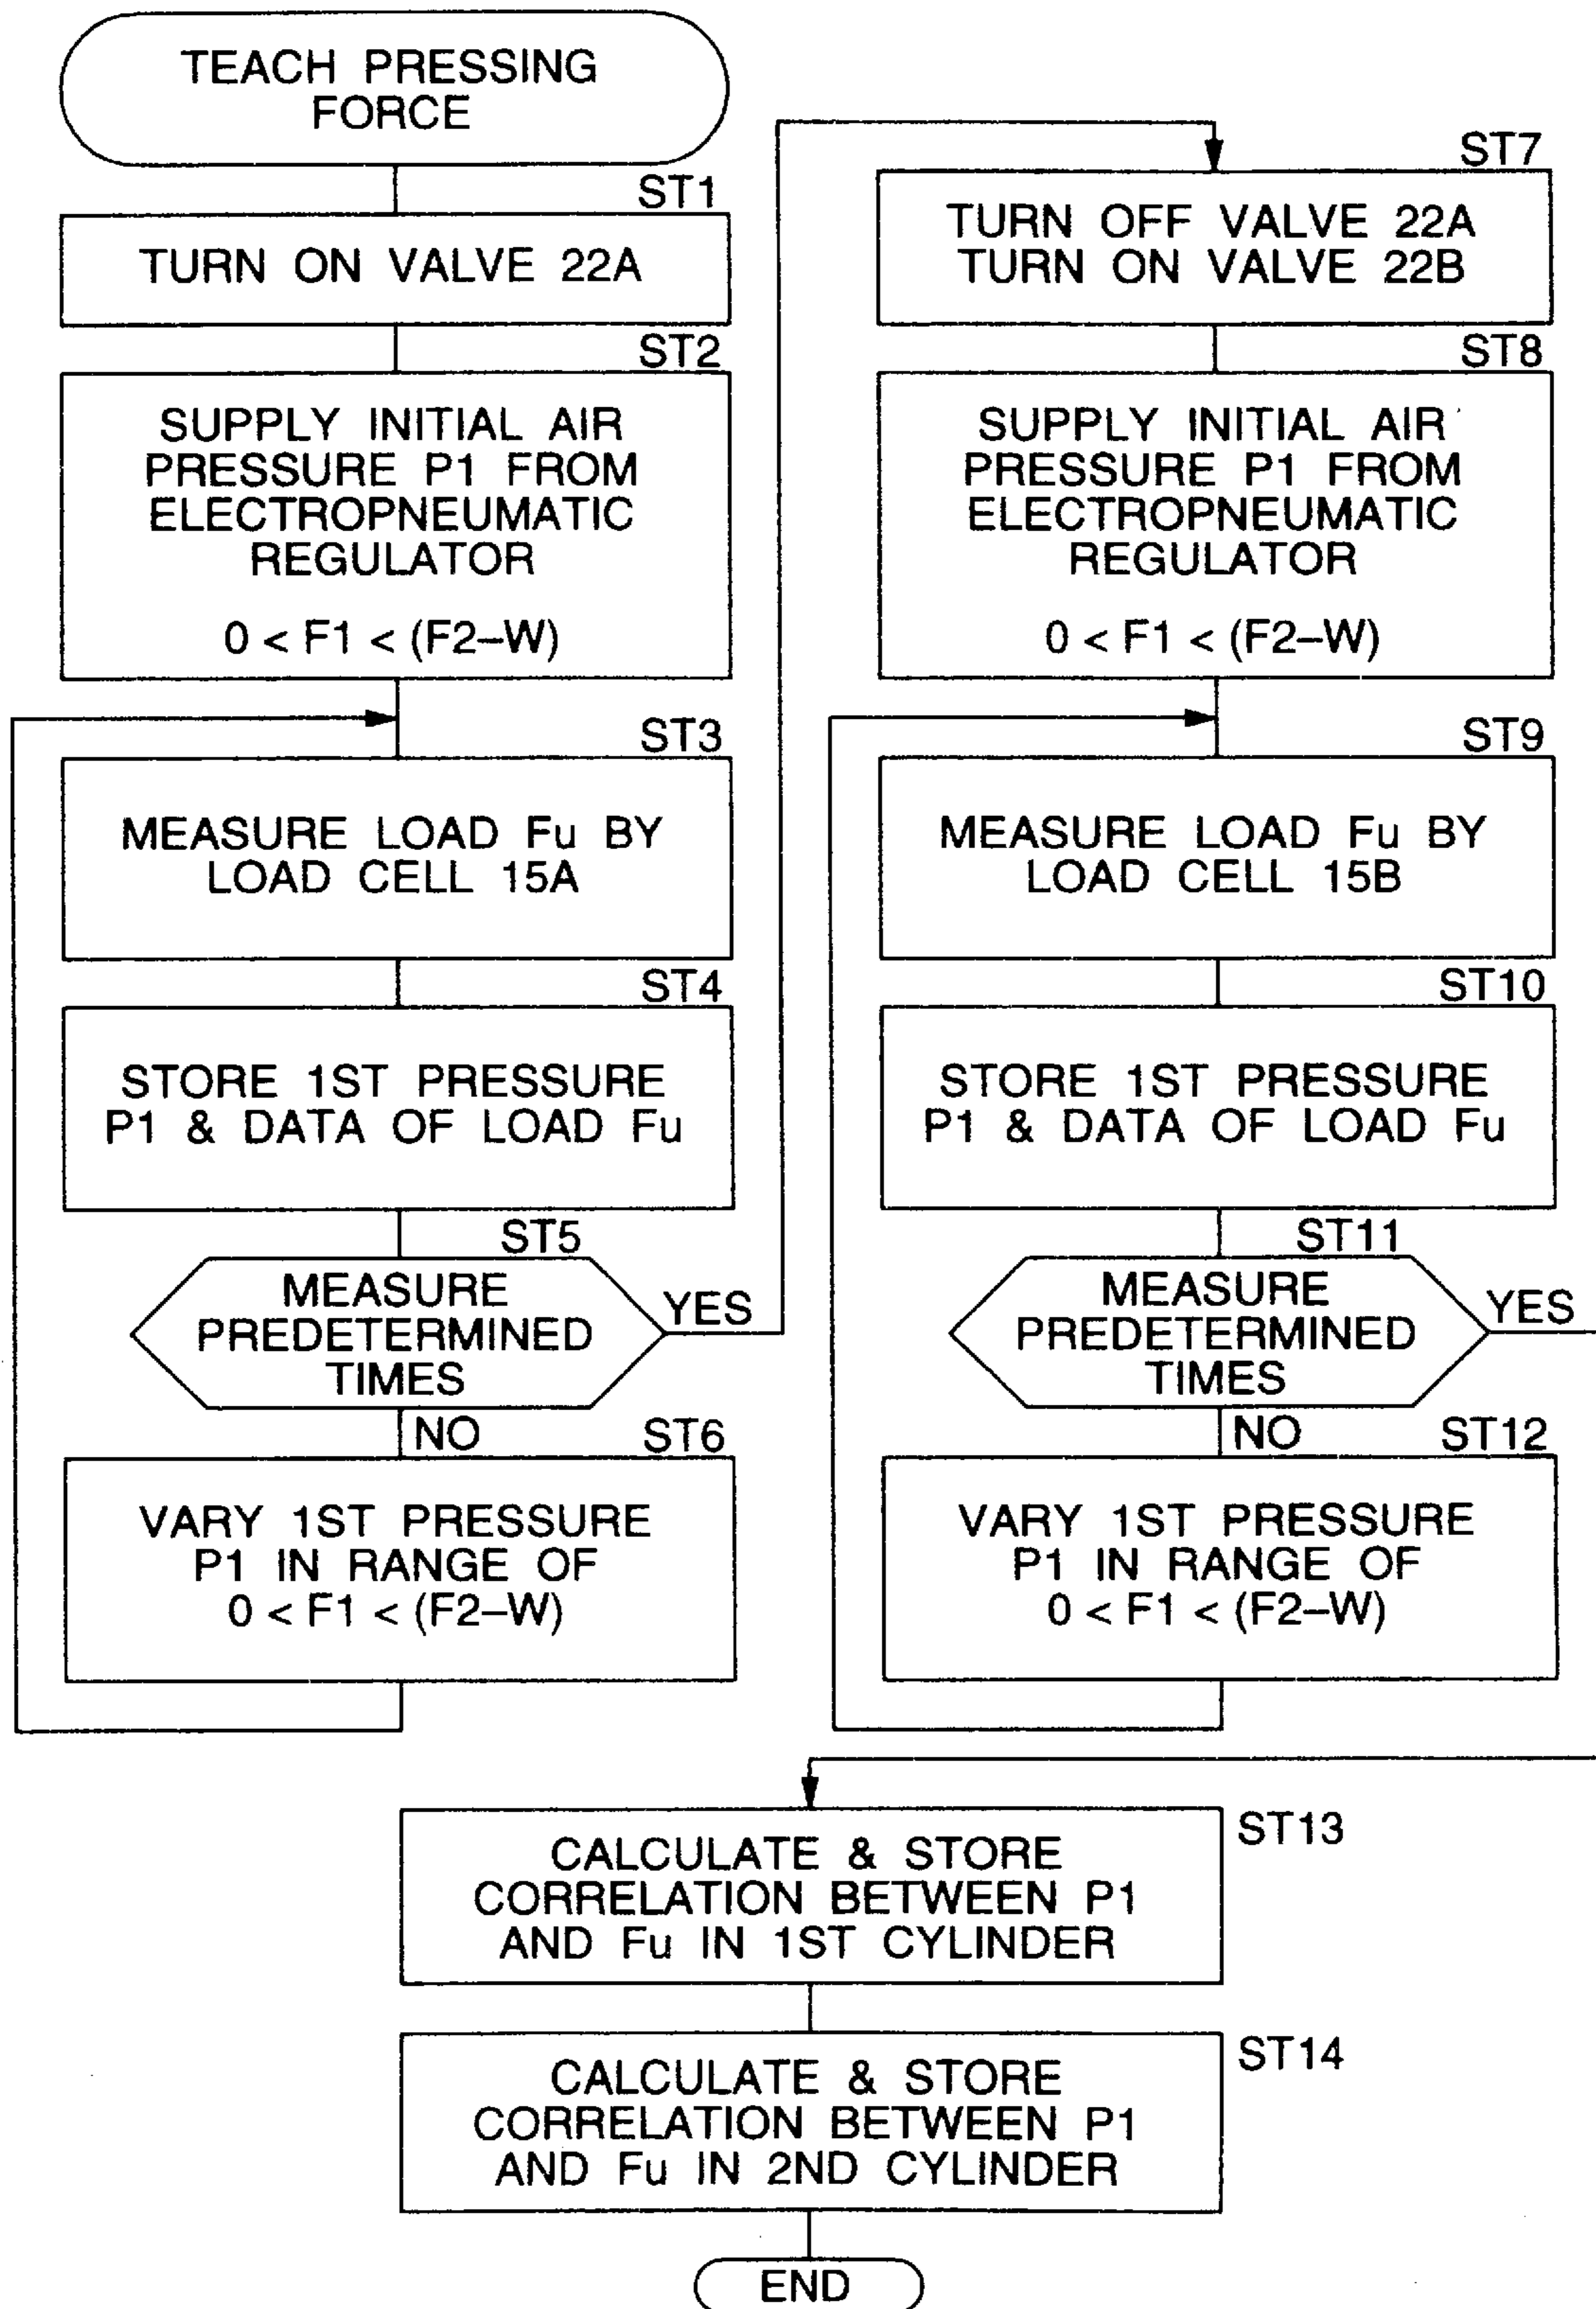 TEACH PRESSING
FORCE
ST1
TURN ON VALVE 22A
ST2
SUPPLY INITIAL AIR
PRESSURE P1 FROM
ELECTROPNEUMATIC
REGULATOR
0 < F1 < (F2–W)
ST3
MEASURE LOAD Fu BY
LOAD CELL 15A
ST4
STORE 1ST PRESSURE
P1 & DATA OF LOAD Fu
ST5
MEASURE
PREDETERMINED
TIMES
YES
NO
ST6
VARY 1ST PRESSURE
P1 IN RANGE OF
0 < F1 < (F2–W)
ST7
TURN OFF VALVE 22A
TURN ON VALVE 22B
ST8
SUPPLY INITIAL AIR
PRESSURE P1 FROM
ELECTROPNEUMATIC
REGULATOR
0 < F1 < (F2–W)
ST9
MEASURE LOAD Fu BY
LOAD CELL 15B
ST10
STORE 1ST PRESSURE
P1 & DATA OF LOAD Fu
ST11
MEASURE
PREDETERMINED
TIMES
YES
NO
ST12
VARY 1ST PRESSURE
P1 IN RANGE OF
0 < F1 < (F2–W)
ST13
CALCULATE & STORE
CORRELATION BETWEEN P1
AND Fu IN 1ST CYLINDER
ST14
CALCULATE & STORE
CORRELATION BETWEEN P1
AND Fu IN 2ND CYLINDER
END